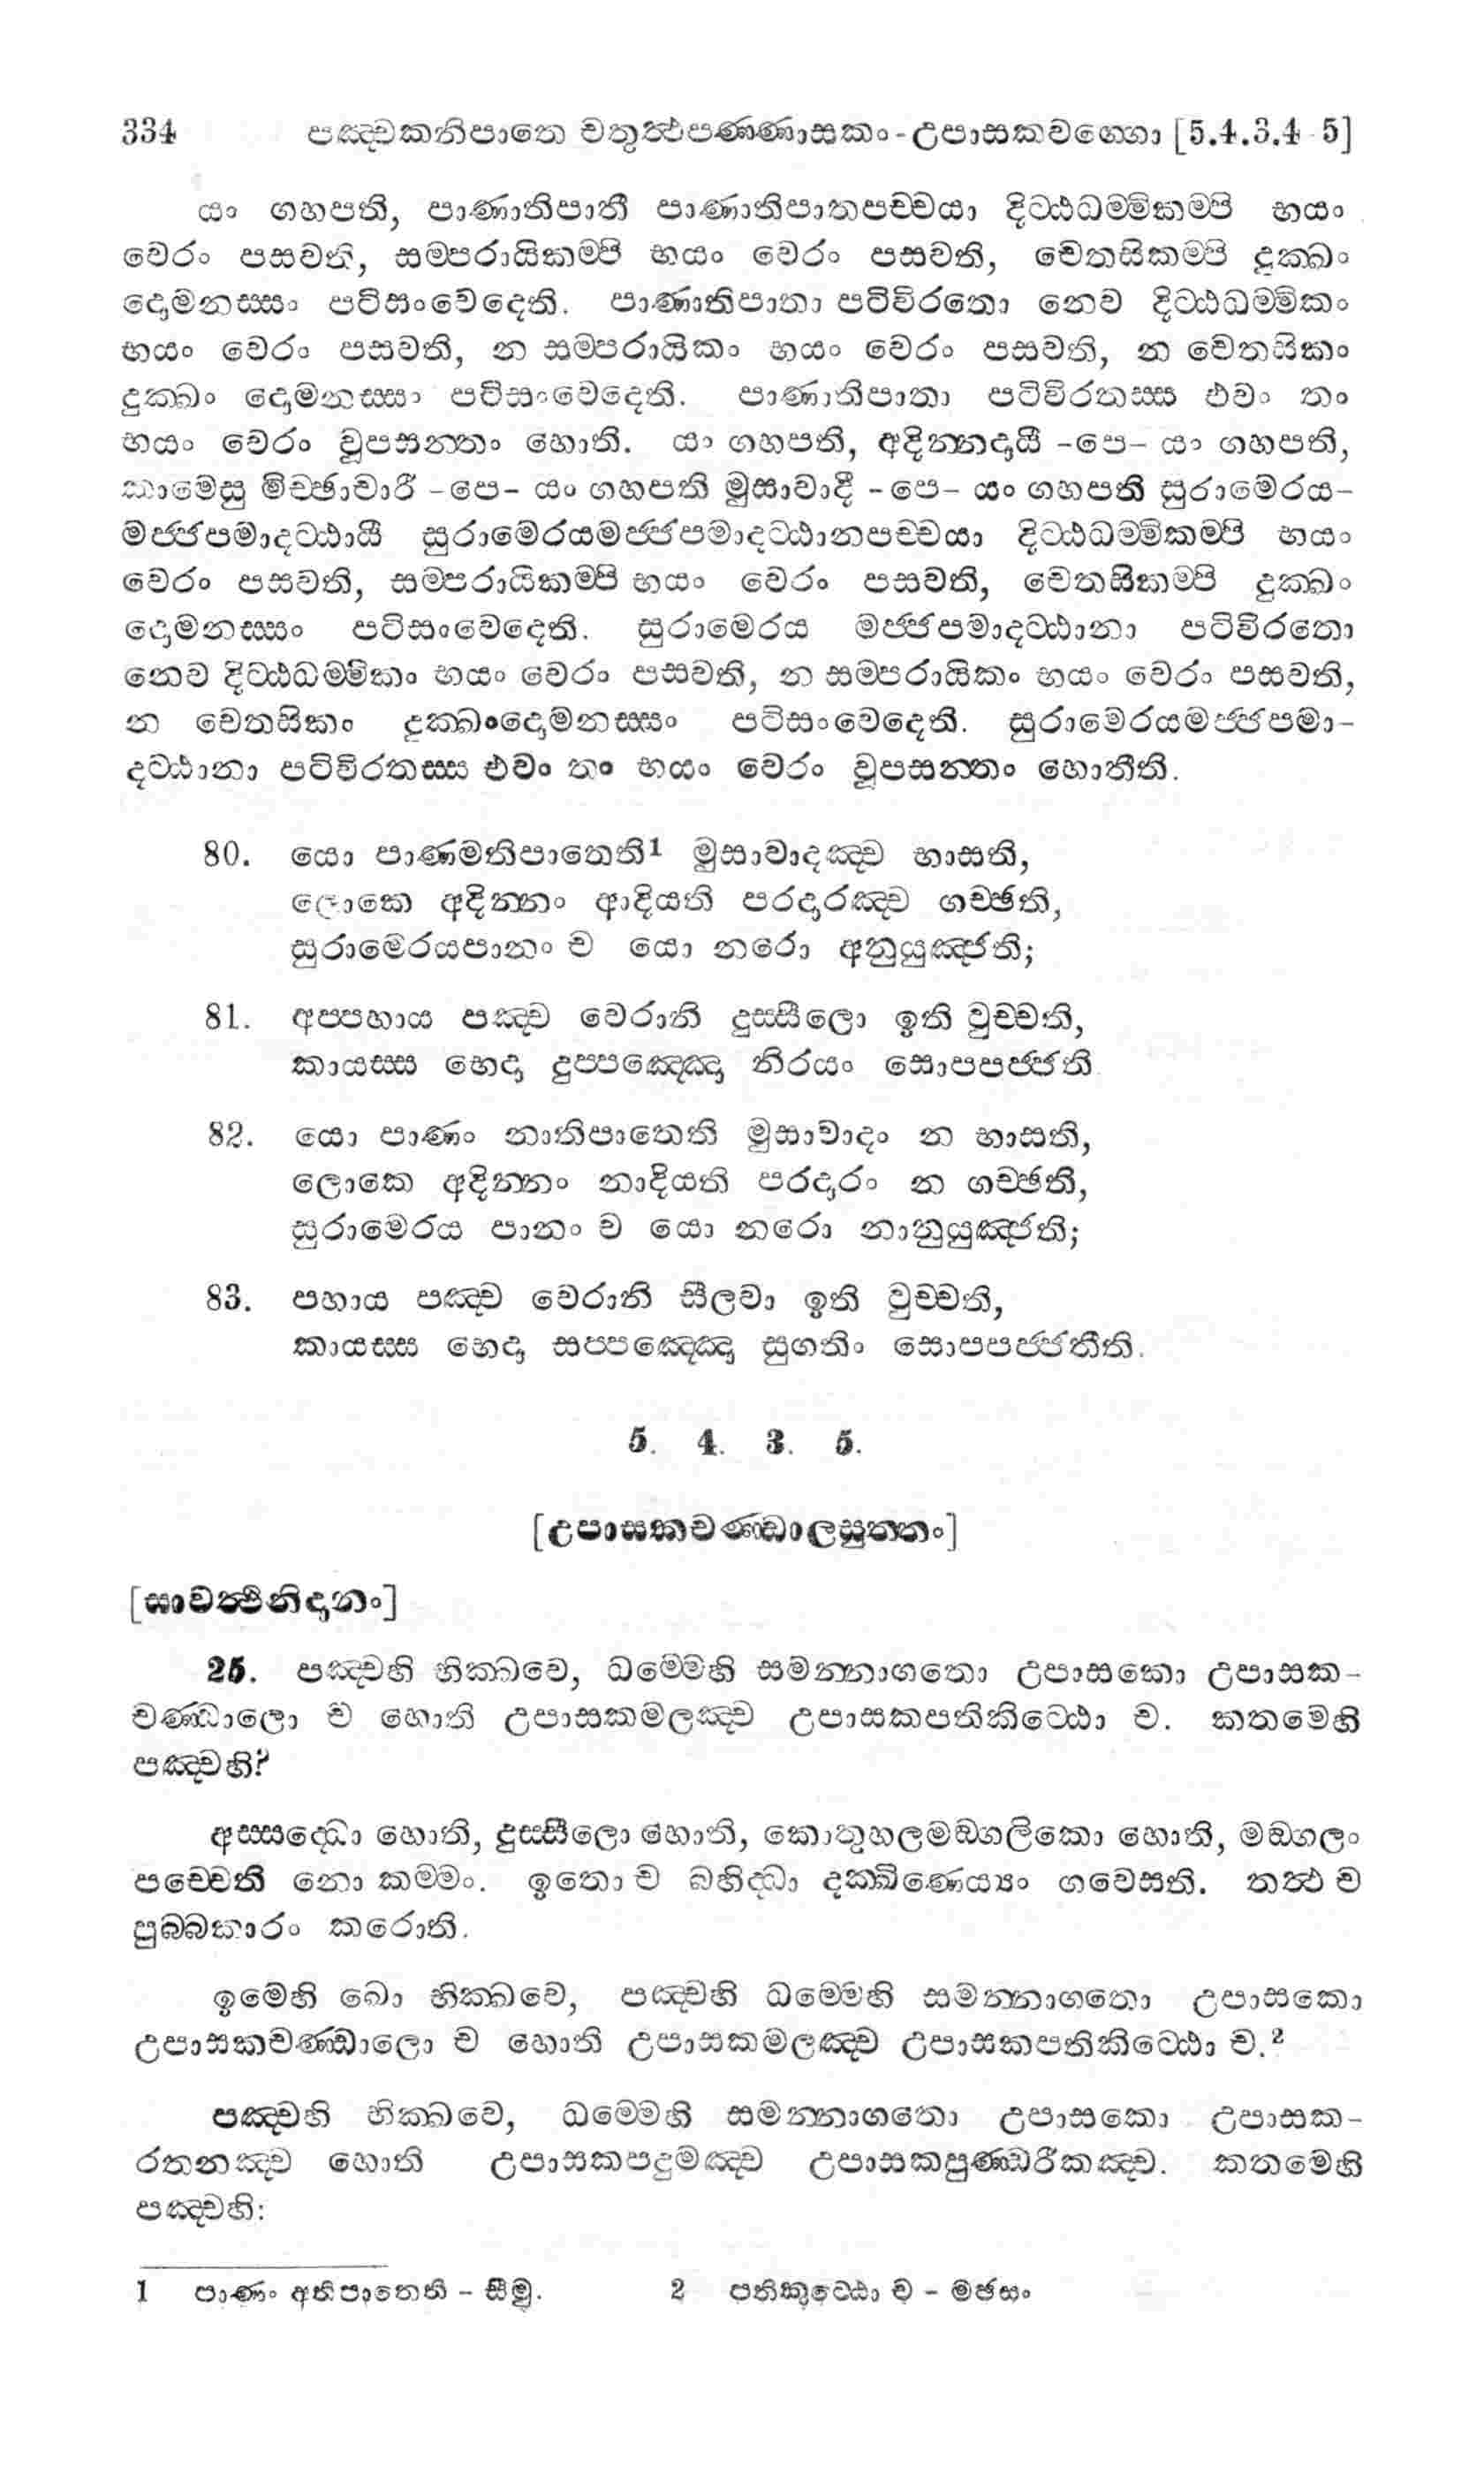 334 පඤ්චකනිපාතෙ චතුත්‍ථපණ්ණාසකං - උපාසකවග්ගො [5.4.3.4 - 5]
යං ගහපති, පාණාතිපාතී පාණාතිපාතපච්චයා දිට්ඨධම්මිකම්පි භයං
වෙරං පසවති, සම්පරායිකම්පි භයං වෙරං පසවති, චෙතසිකම්පි දුක්ඛං
දොමනස්සං පටිසංවෙදෙති. පාණාතිපාතා පටිවිරතො නෙව දිට්ඨධම්මිකං
භයං වෙරං පසවති, න සම්පරායිකං භයං වෙරං පසවති, න චෙතසිකං
දුක්ඛං දොමනස්සං පටිසංවෙදෙති. පාණාතිපාතා පටිවිරතස්ස එවං තං
භයං වෙරං වූපසන්තං හොති. යං ගහපති, අදින්නදායී -පෙ- යං ගහපති,
කාමෙසු මිච්ඡාචාරී -පෙ- යං ගහපති මුසාවාදී -පෙ- යං ගහපති සුරාමෙරය-
මජ්ජපමාදට්ඨායී සුරාමෙරයමජ්ජපමාදට්ඨානපච්චයා දිට්ඨධම්මිකම්පි භයං
වෙරං පසවති, සම්පරායිකම්පි භයං වෙරං පසවති, චෙතසිකම්පි දුක්ඛං
දොමනස්සං පටිසංවෙදෙති. සුරාමෙරය මජ්ජපමාදට්ඨානා පටිවිරතො
නෙව දිට්ඨධම්මිකං භයං වෙරං පසවති, න සම්පරායිකං භයං වෙරං පසවති,
න චෙතසිකං දුක්ඛංදොමනස්සං පටිසංවෙදෙති. සුරාමෙරයමජ්ජපමා-
දට්ඨානා පටිවිරතස්ස එවං තං භයං වෙරං වූපසන්තං හොතීති.
80. යො පාණමතිපාතෙති1 මුසාවාදඤ්ච භාසති,
ලොකෙ අදින්නං ආදියති පරදාරඤ්ච ගච්ඡති,
සුරාමෙරයපානං ච යො නරො අනුයුඤ්ජති;
81. අප්පහාය පඤ්ච වෙරානි දුස්සීලො ඉති වුච්චති,
කායස්ස භෙදා දුප්පඤ්ඤො නිරයං සොපපජ්ජති
82. යො පාණං නාතිපාතෙති මුසාවාදං න භාසති,
ලොකෙ අදින්නං නාදියති පරදාරං න ගච්ඡති,
සුරාමෙරය පානං ච යො නරො නානුයුඤ්ජති;
83. පහාය පඤ්ච වෙරානි සීලවා ඉති වුච්චති,
කායස්ස භෙදා සප්පඤ්ඤො සුගතිං සොපපජ්ජතීති.
5. 4. 3. 5.
[උපාසකචණ්ඩාලසුත්තං]
[සාවත්‍ථිනිදානං]
25. පඤ්චහි භික්ඛවෙ, ධම්මෙහි සමන්නාගතො උපාසකො උපාසක-
චණ්ඩාලො ච හොති උපාසකමලඤ්ච උපාසකපතිකිට්ඨො ච. කතමෙහි
පඤ්චහි?
අස්සද්ධො හොති, දුස්සීලො හොති, කොතුහලමඞ්ගලිකො හොති, මඞ්ගලං
පච්චෙති නො කම්මං. ඉතො ච බහිද්ධා දක්ඛිණෙය්‍යං ගවෙසති. තත්‍ථ ච
පුබ්බකාරං කරොති.
ඉමෙහි ඛො භික්ඛවෙ, පඤ්චහි ධම්මෙහි සමන්නාගතො උපාසකො
උපාසකචණ්ඩාලො ච හොති උපාසකමලඤ්ච උපාසකපතිකිට්ඨො ච.2
පඤ්චහි භික්ඛවෙ, ධම්මෙහි සමන්නාගතො උපාසකො උපාසක-
රතනඤ්ච හොති උපාසකපදුමඤ්ච උපාසකපුණ්ඩරීකඤ්ච. කතමෙහි
පඤ්චහි:
1 පාණං අතිපාතෙති - සීමු. 2 පතිකුට්ඨො ච - මඡසං